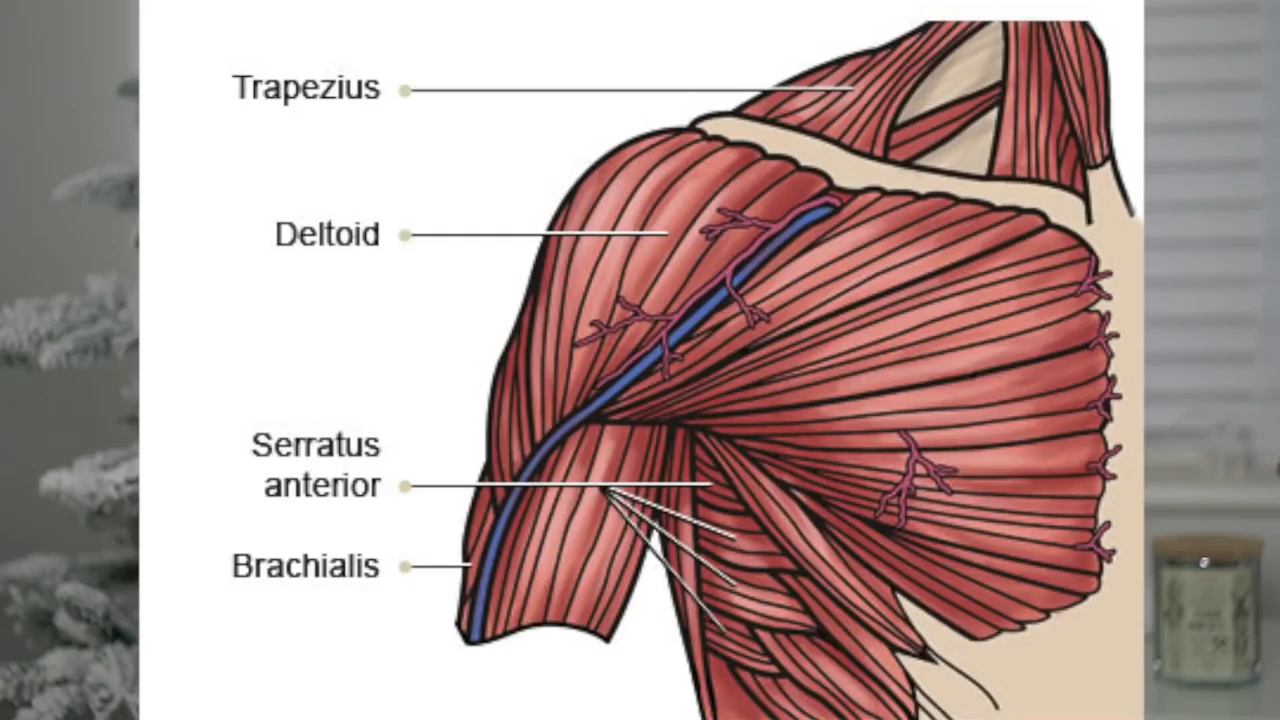 Trapezius
Deltoid
Serratus
anterior
Brachialis